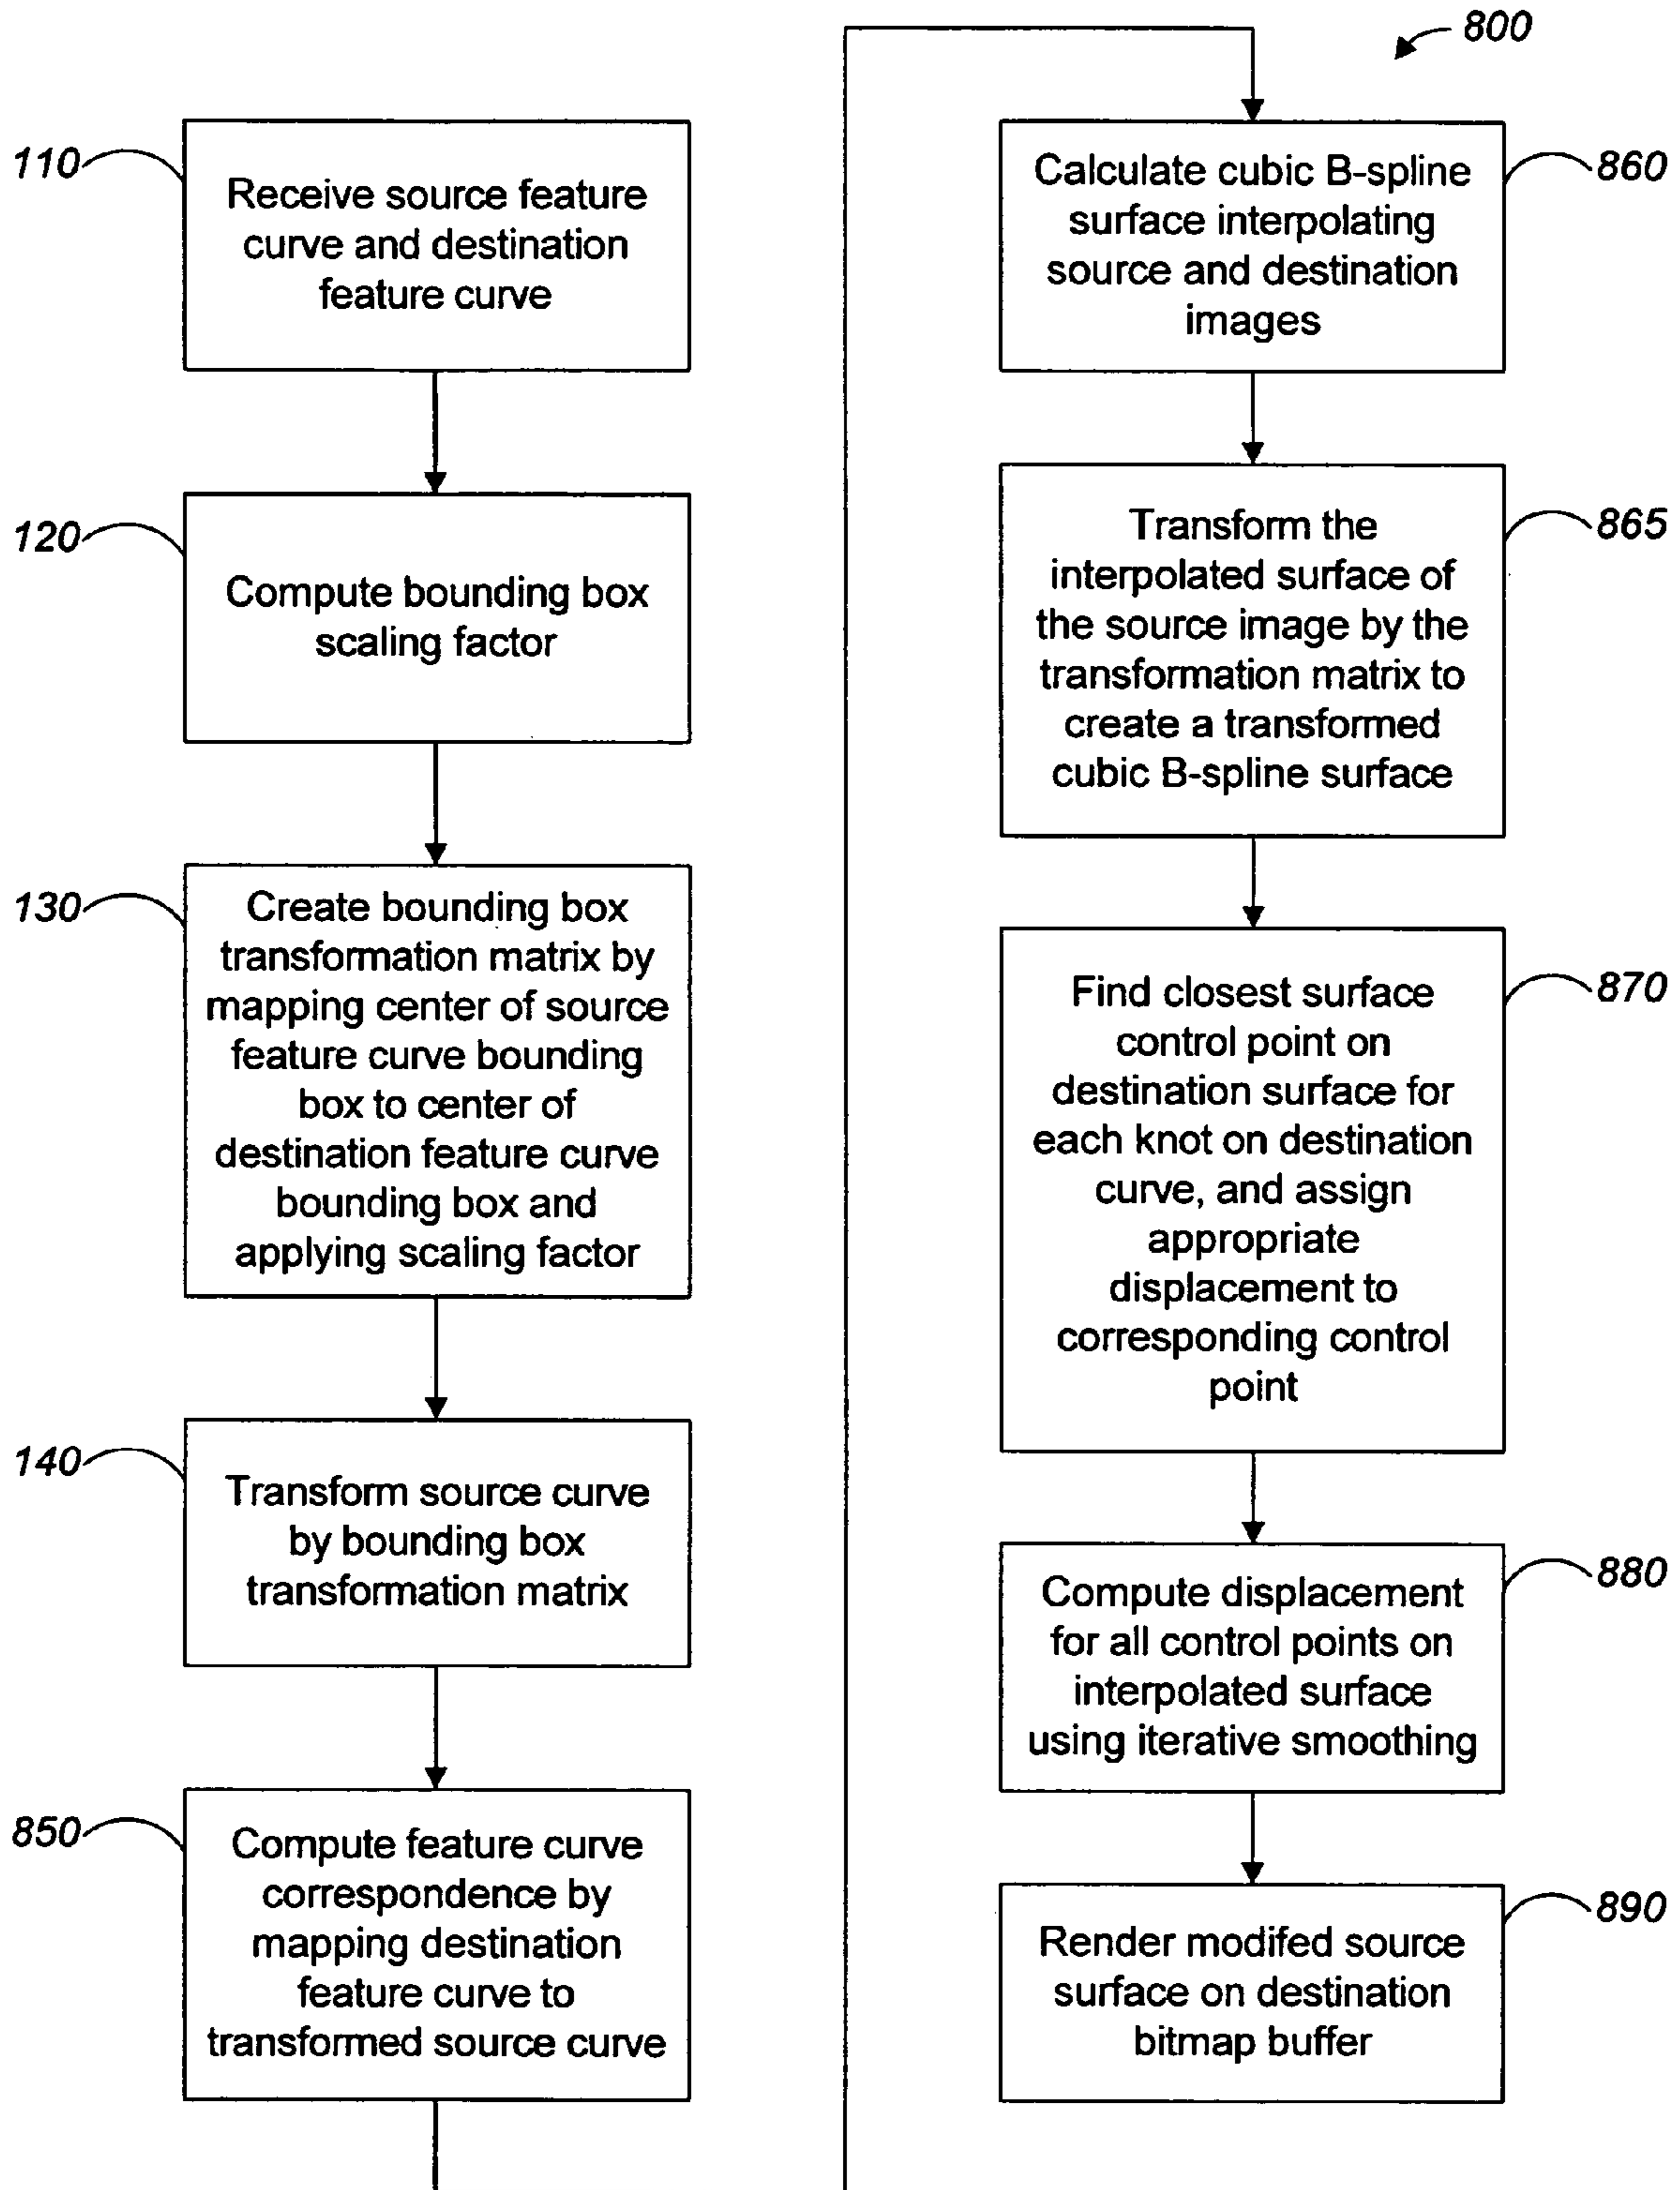 800
110
Receive source feature
curve and destination
feature curve
120
Compute bounding box
scaling factor
130
Create bounding box
transformation matrix by
mapping center of source
feature curve bounding
box to center of
destination feature curve
bounding box and
applying scaling factor
140
Transform source curve
by bounding box
transformation matrix
850
Compute feature curve
correspondence by
mapping destination
feature curve to
transformed source curve
860
Calculate cubic B-spline
surface interpolating
source and destination
images
865
Transform the
interpolated surface of
the source image by the
transformation matrix to
create a transformed
cubic B-spline surface
870
Find closest surface
control point on
destination surface for
each knot on destination
curve, and assign
appropriate
displacement to
corresponding control
point
880
Compute displacement
for all control points on
interpolated surface
using iterative smoothing
890
Render modifed source
surface on destination
bitmap buffer